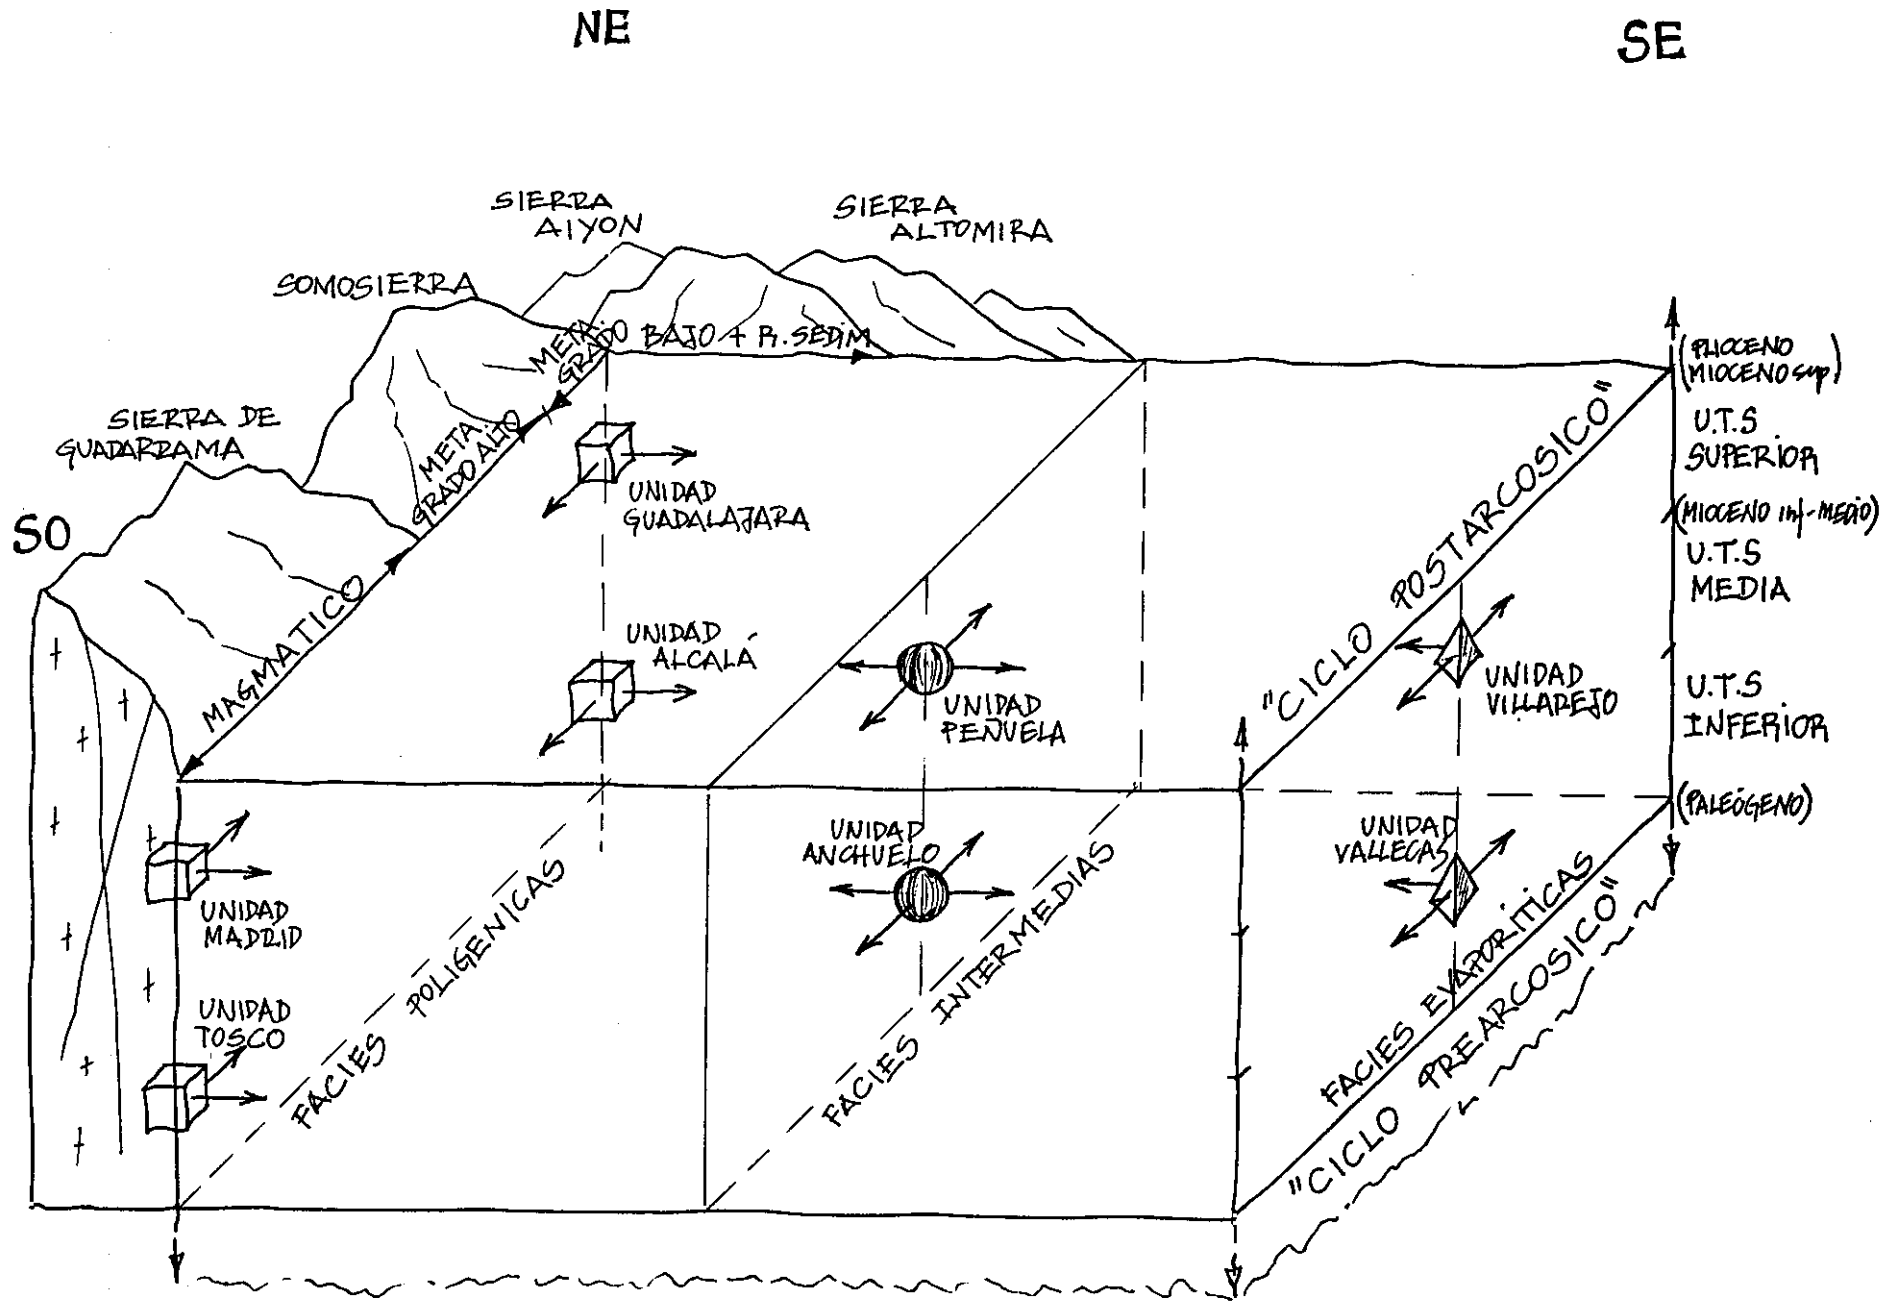 NE
SE
SIERRA
AIYON
SIERRA
ALTOMIRA
SOMOSIERRA
META.
GRADO BAJO + R. SEDIM
(PLIOCENO
(MIOCENO sup)
SIERRA DE
GUADARRAMA
META.
GRADO ALTO
"CICLO POSTARCOSICO"
U.T.S
SUPERIOR
UNIDAD
GUADALAJARA
SO
(MIOCENO inf-MEDIO)
U.T.S
MEDIA
MAGMATICO
UNIDAD
ALCALÁ
UNIDAD
PEÑUELA
UNIDAD
VILLAREJO
U.T.S
INFERIOR
(PALEÓGENO)
UNIDAD
ANCHUELO
UNIDAD
VALLECAS
UNIDAD
MADRID
FACIES POLIGENICAS
FACIES INTERMEDIAS
FACIES EVAPORÍTICAS
"CICLO PREARCOSICO"
UNIDAD
TOSCO